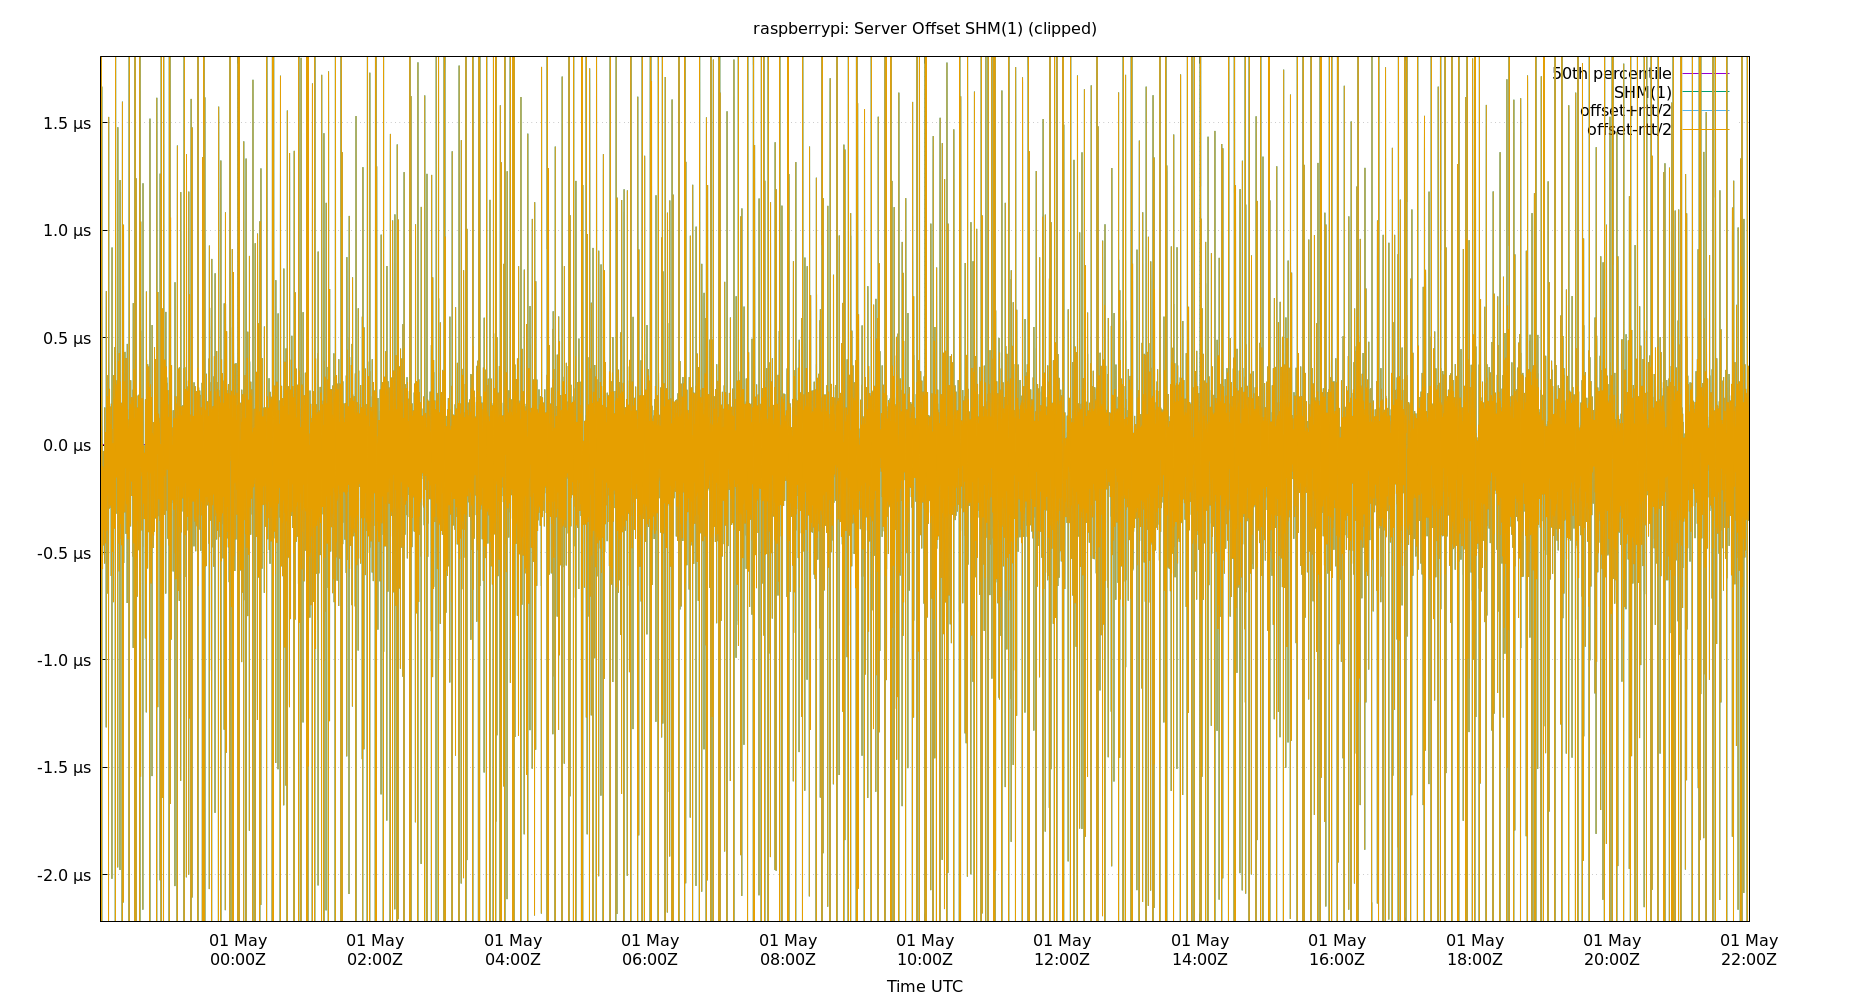 raspberrypi: Server Offset SHM(1) (clipped)
50th percentile
SHM(1)
offset+rtt/2
offset-rtt/2
1.5 µs
1.0 µs
0.5 µs
0.0 µs
-0.5 µs
-1.0 µs
-1.5 µs
-2.0 µs
01 May 01 May 01 May 01 May 01 May 01 May 01 May 01 May 01 May 01 May 01 May 01 May
00:00Z 02:00Z 04:00Z 06:00Z 08:00Z 10:00Z 12:00Z 14:00Z 16:00Z 18:00Z 20:00Z 22:00Z
Time UTC